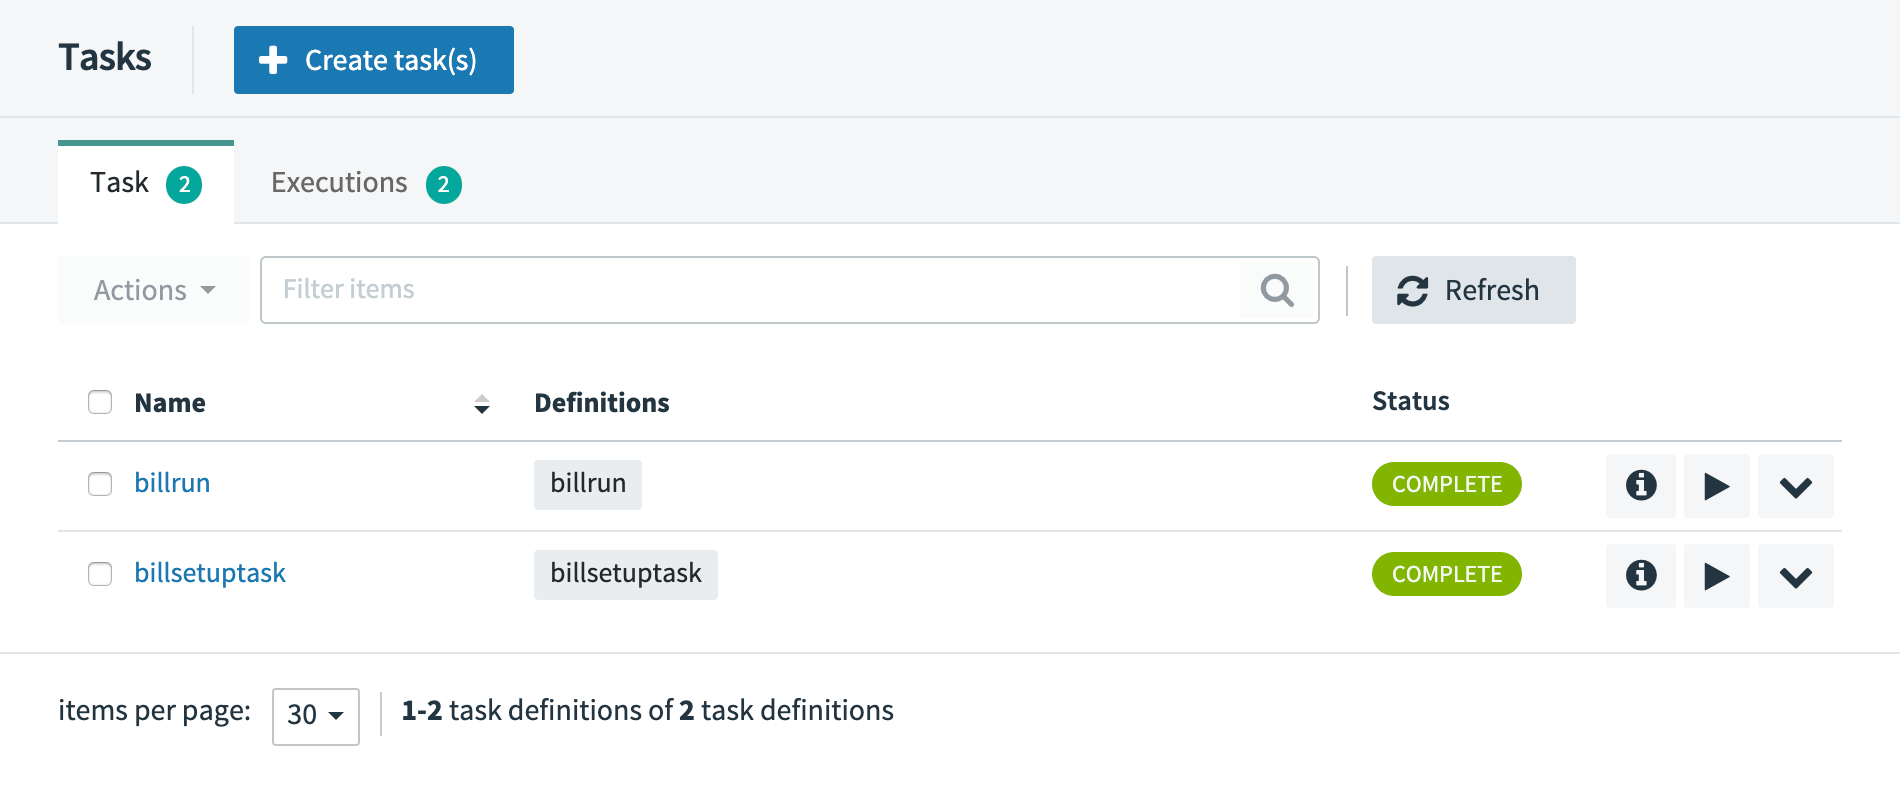 Tasks
Create task(s)
Task 2
Executions 2
Actions
Filter items
Refresh
Name Definitions Status
billrun billrun COMPLETE
billsetuptask billsetuptask COMPLETE
items per page: 30 1-2 task definitions of 2 task definitions